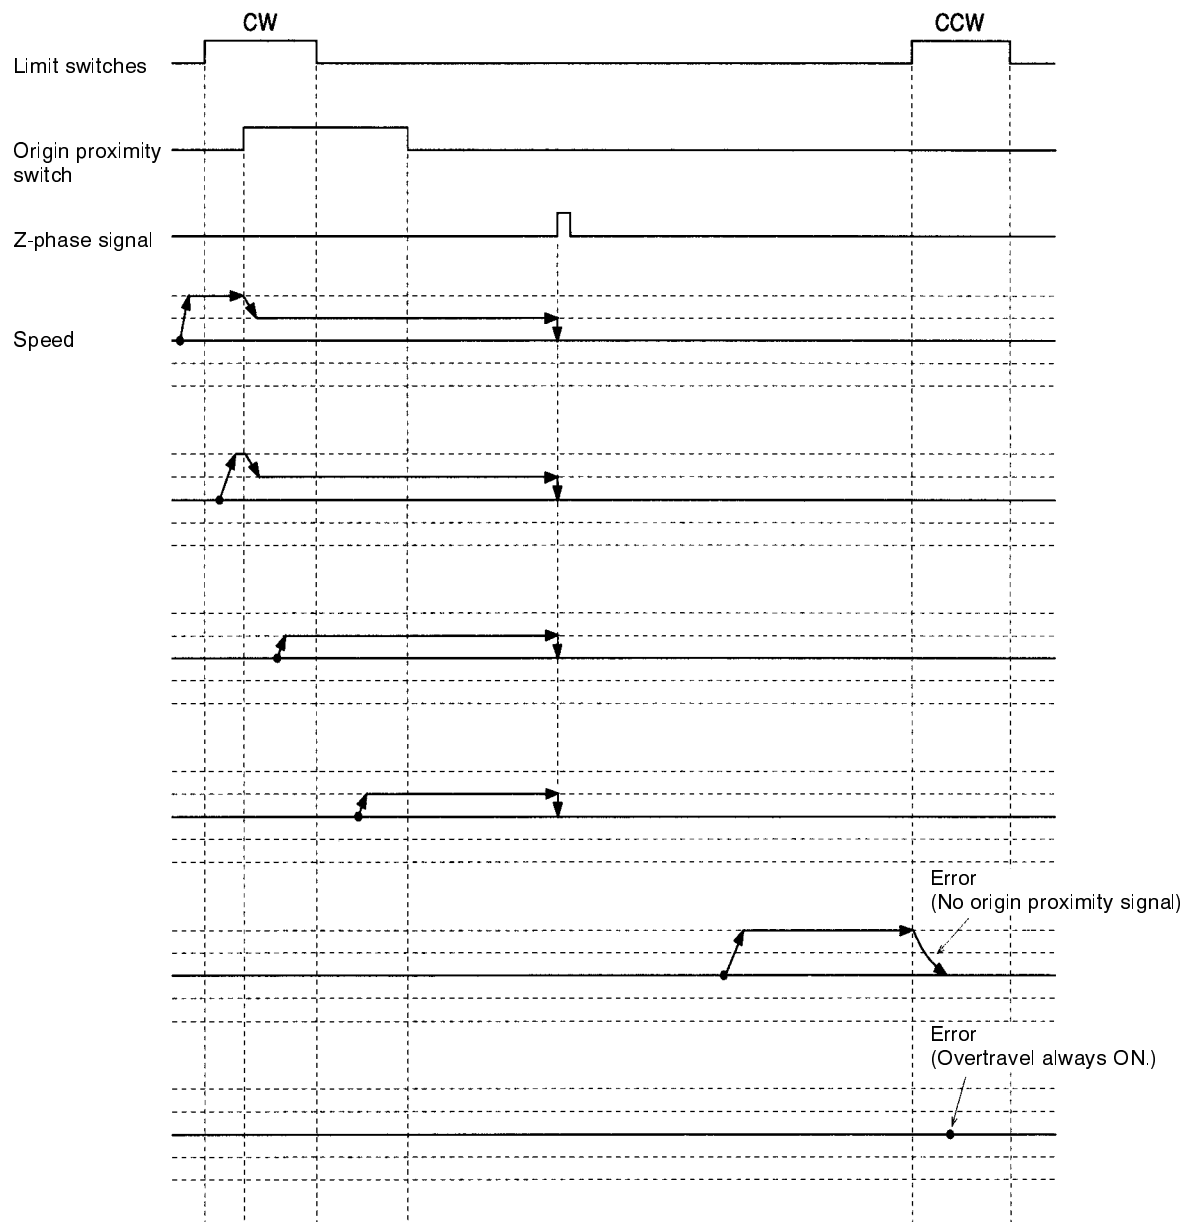 CW
CCW
Limit switches
Origin proximity
switch
Z-phase signal
Speed
Error
(No origin proximity signal)
Error
(Overtravel always ON.)